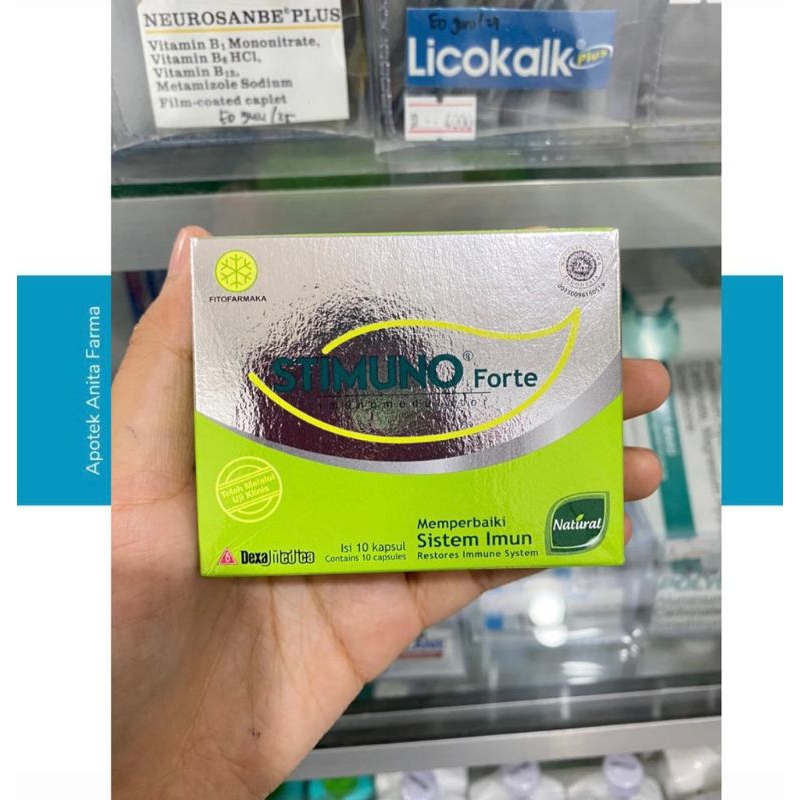 NEUROSANBE® PLUS
Vitamin B1 Mononitrate,
Vitamin B6 HCl,
Vitamin B12,
Metamizole Sodium
Film-coated caplet
Licokalk plus
Apotek Anita Farma
FITOFARMAKA
STIMUNO® Forte
Immunomodulator
Telah Melalui
Uji Klinis
Isi 10 kapsul
Contains 10 capsules
Memperbaiki
Sistem Imun
Restores Immune System
Natural
Dexa Medica